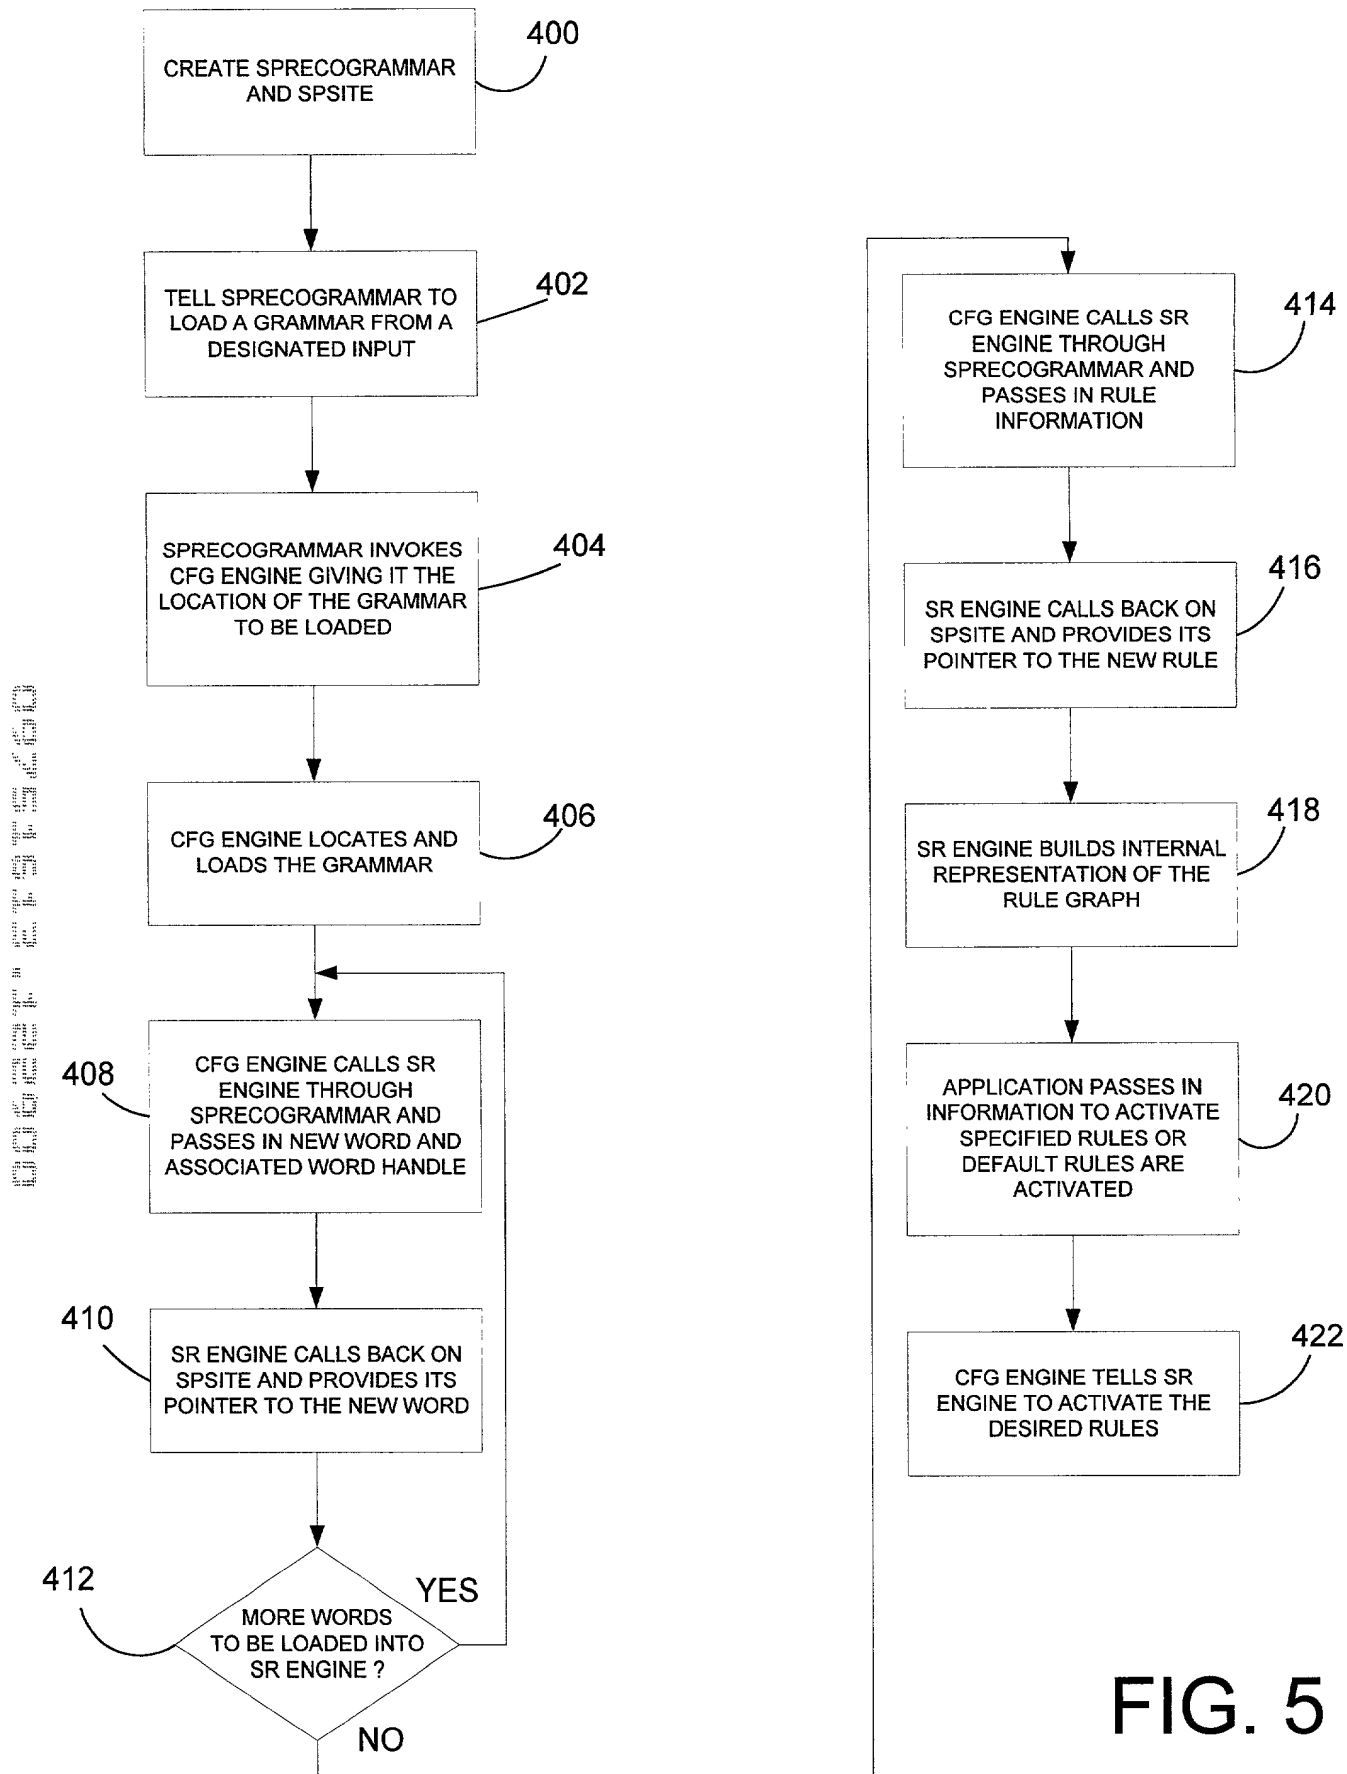 400
CREATE SPRECOGRAMMAR
AND SPSITE
402
TELL SPRECOGRAMMAR TO
LOAD A GRAMMAR FROM A
DESIGNATED INPUT
404
SPRECOGRAMMAR INVOKES
CFG ENGINE GIVING IT THE
LOCATION OF THE GRAMMAR
TO BE LOADED
406
CFG ENGINE LOCATES AND
LOADS THE GRAMMAR
408
CFG ENGINE CALLS SR
ENGINE THROUGH
SPRECOGRAMMAR AND
PASSES IN NEW WORD AND
ASSOCIATED WORD HANDLE
410
SR ENGINE CALLS BACK ON
SPSITE AND PROVIDES ITS
POINTER TO THE NEW WORD
412
YES
MORE WORDS
TO BE LOADED INTO
SR ENGINE ?
NO
414
CFG ENGINE CALLS SR
ENGINE THROUGH
SPRECOGRAMMAR AND
PASSES IN RULE
INFORMATION
416
SR ENGINE CALLS BACK ON
SPSITE AND PROVIDES ITS
POINTER TO THE NEW RULE
418
SR ENGINE BUILDS INTERNAL
REPRESENTATION OF THE
RULE GRAPH
420
APPLICATION PASSES IN
INFORMATION TO ACTIVATE
SPECIFIED RULES OR
DEFAULT RULES ARE
ACTIVATED
422
CFG ENGINE TELLS SR
ENGINE TO ACTIVATE THE
DESIRED RULES
FIG. 5